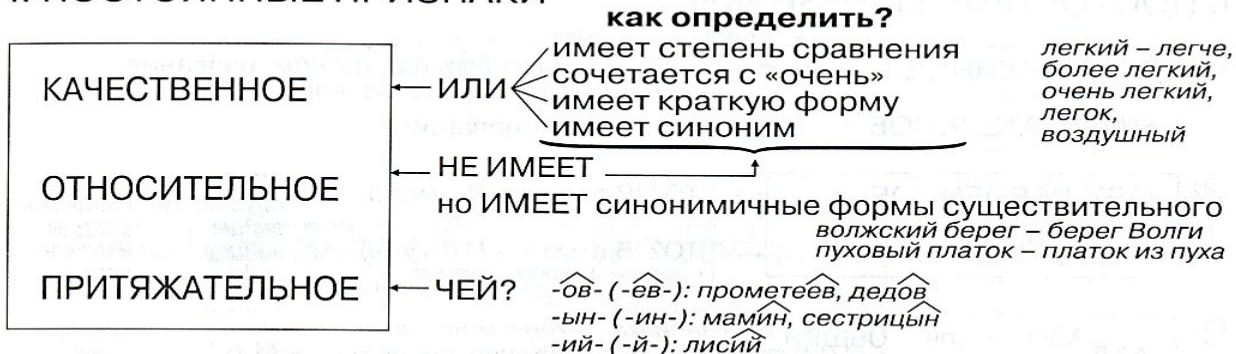 как определить?
КАЧЕСТВЕННОЕ
ИЛИ
имеет степень сравнения
сочетается с «очень»
имеет краткую форму
имеет синоним
легкий – легче,
более легкий,
очень легкий,
легок,
воздушный
ОТНОСИТЕЛЬНОЕ
НЕ ИМЕЕТ
но ИМЕЕТ синонимичные формы существительного
волжский берег – берег Волги
пуховый платок – платок из пуха
ПРИТЯЖАТЕЛЬНОЕ
ЧЕЙ?
-ов- (-ев-): прометеев, дедов
-ын- (-ин-): мамин, сестрицын
-ий- (-й-): лисий